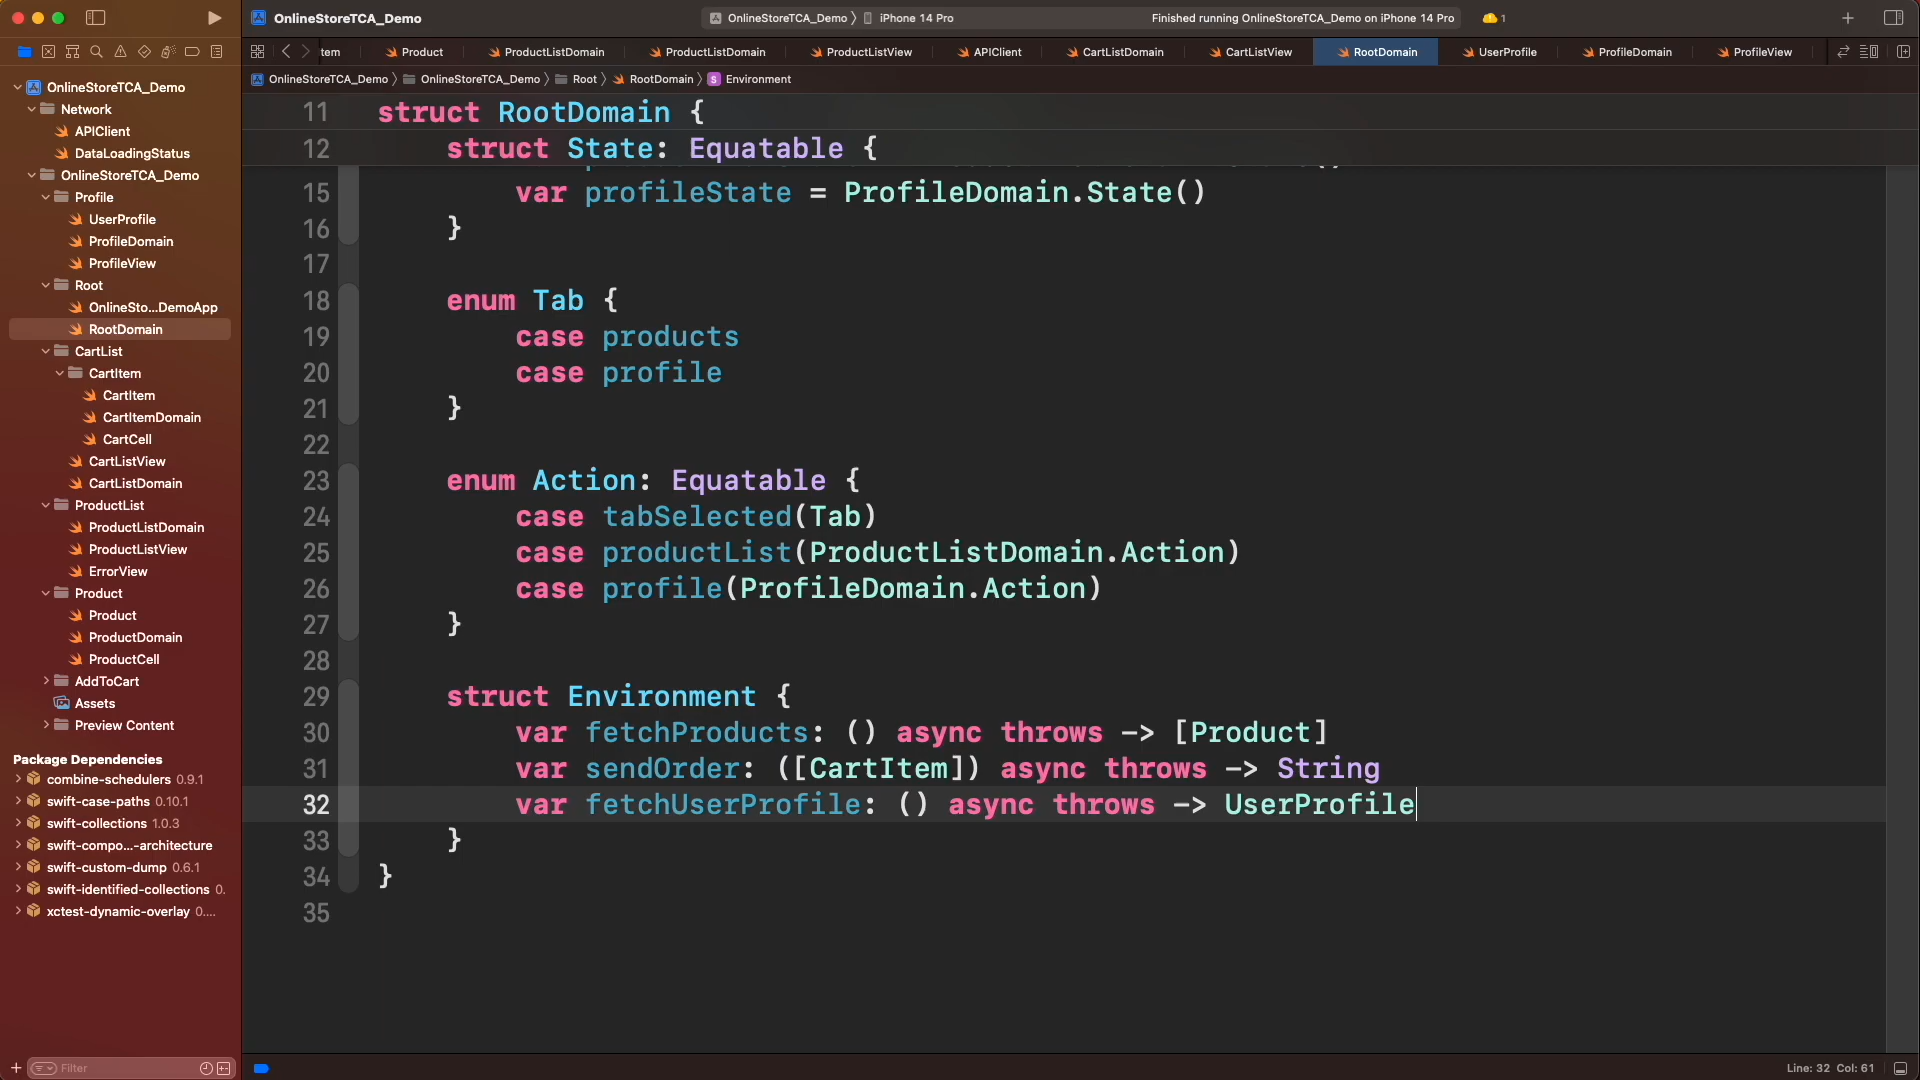 OnlineStoreTCA_Demo
OnlineStoreTCA_Demo
iPhone 14 Pro
Finished running OnlineStoreTCA_Demo on iPhone 14 Pro
1
tem
Product
ProductListDomain
ProductListDomain
ProductListView
APIClient
CartListDomain
CartListView
RootDomain
UserProfile
ProfileDomain
ProfileView
OnlineStoreTCA_Demo
OnlineStoreTCA_Demo
Root
RootDomain
S
Environment
OnlineStoreTCA_Demo
Network
APIClient
DataLoadingStatus
OnlineStoreTCA_Demo
Profile
UserProfile
ProfileDomain
ProfileView
Root
OnlineSto...DemoApp
RootDomain
CartList
CartItem
CartItem
CartItemDomain
CartCell
CartListView
CartListDomain
ProductList
ProductListDomain
ProductListView
ErrorView
Product
Product
ProductDomain
ProductCell
AddToCart
Assets
Preview Content
Package Dependencies
combine-schedulers 0.9.1
swift-case-paths 0.10.1
swift-collections 1.0.3
swift-compo...-architecture
swift-custom-dump 0.6.1
swift-identified-collections 0.
xctest-dynamic-overlay 0....
Filter
11 struct RootDomain {
12 struct State: Equatable {
15 var profileState = ProfileDomain.State()
16 }
17
18 enum Tab {
19 case products
20 case profile
21 }
22
23 enum Action: Equatable {
24 case tabSelected(Tab)
25 case productList(ProductListDomain.Action)
26 case profile(ProfileDomain.Action)
27 }
28
29 struct Environment {
30 var fetchProducts: () async throws -> [Product]
31 var sendOrder: ([CartItem]) async throws -> String
32 var fetchUserProfile: () async throws -> UserProfile
33 }
34 }
35
Line: 32 Col: 61